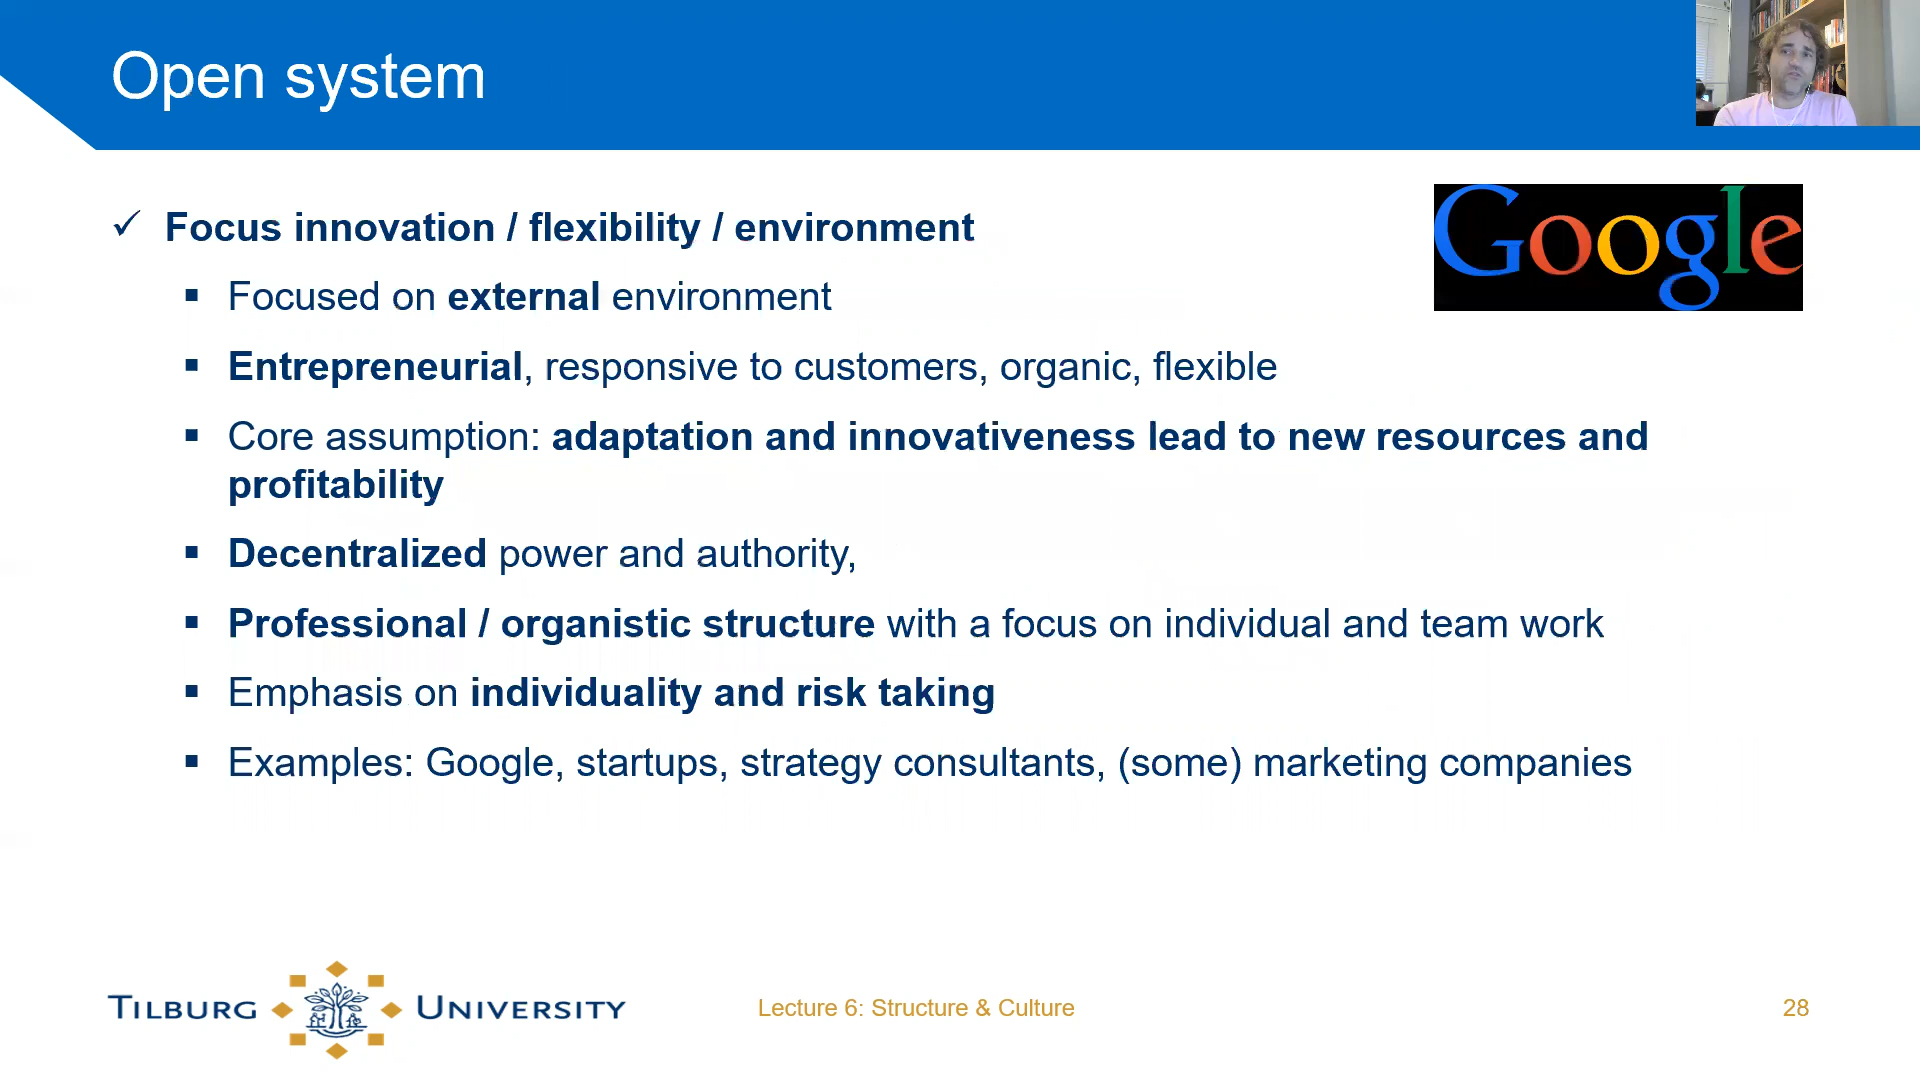 Open system
Google
✓ Focus innovation / flexibility / environment
▪ Focused on external environment
▪ Entrepreneurial, responsive to customers, organic, flexible
▪ Core assumption: adaptation and innovativeness lead to new resources and
profitability
▪ Decentralized power and authority,
▪ Professional / organistic structure with a focus on individual and team work
▪ Emphasis on individuality and risk taking
▪ Examples: Google, startups, strategy consultants, (some) marketing companies
TILBURG UNIVERSITY
Lecture 6: Structure & Culture
28